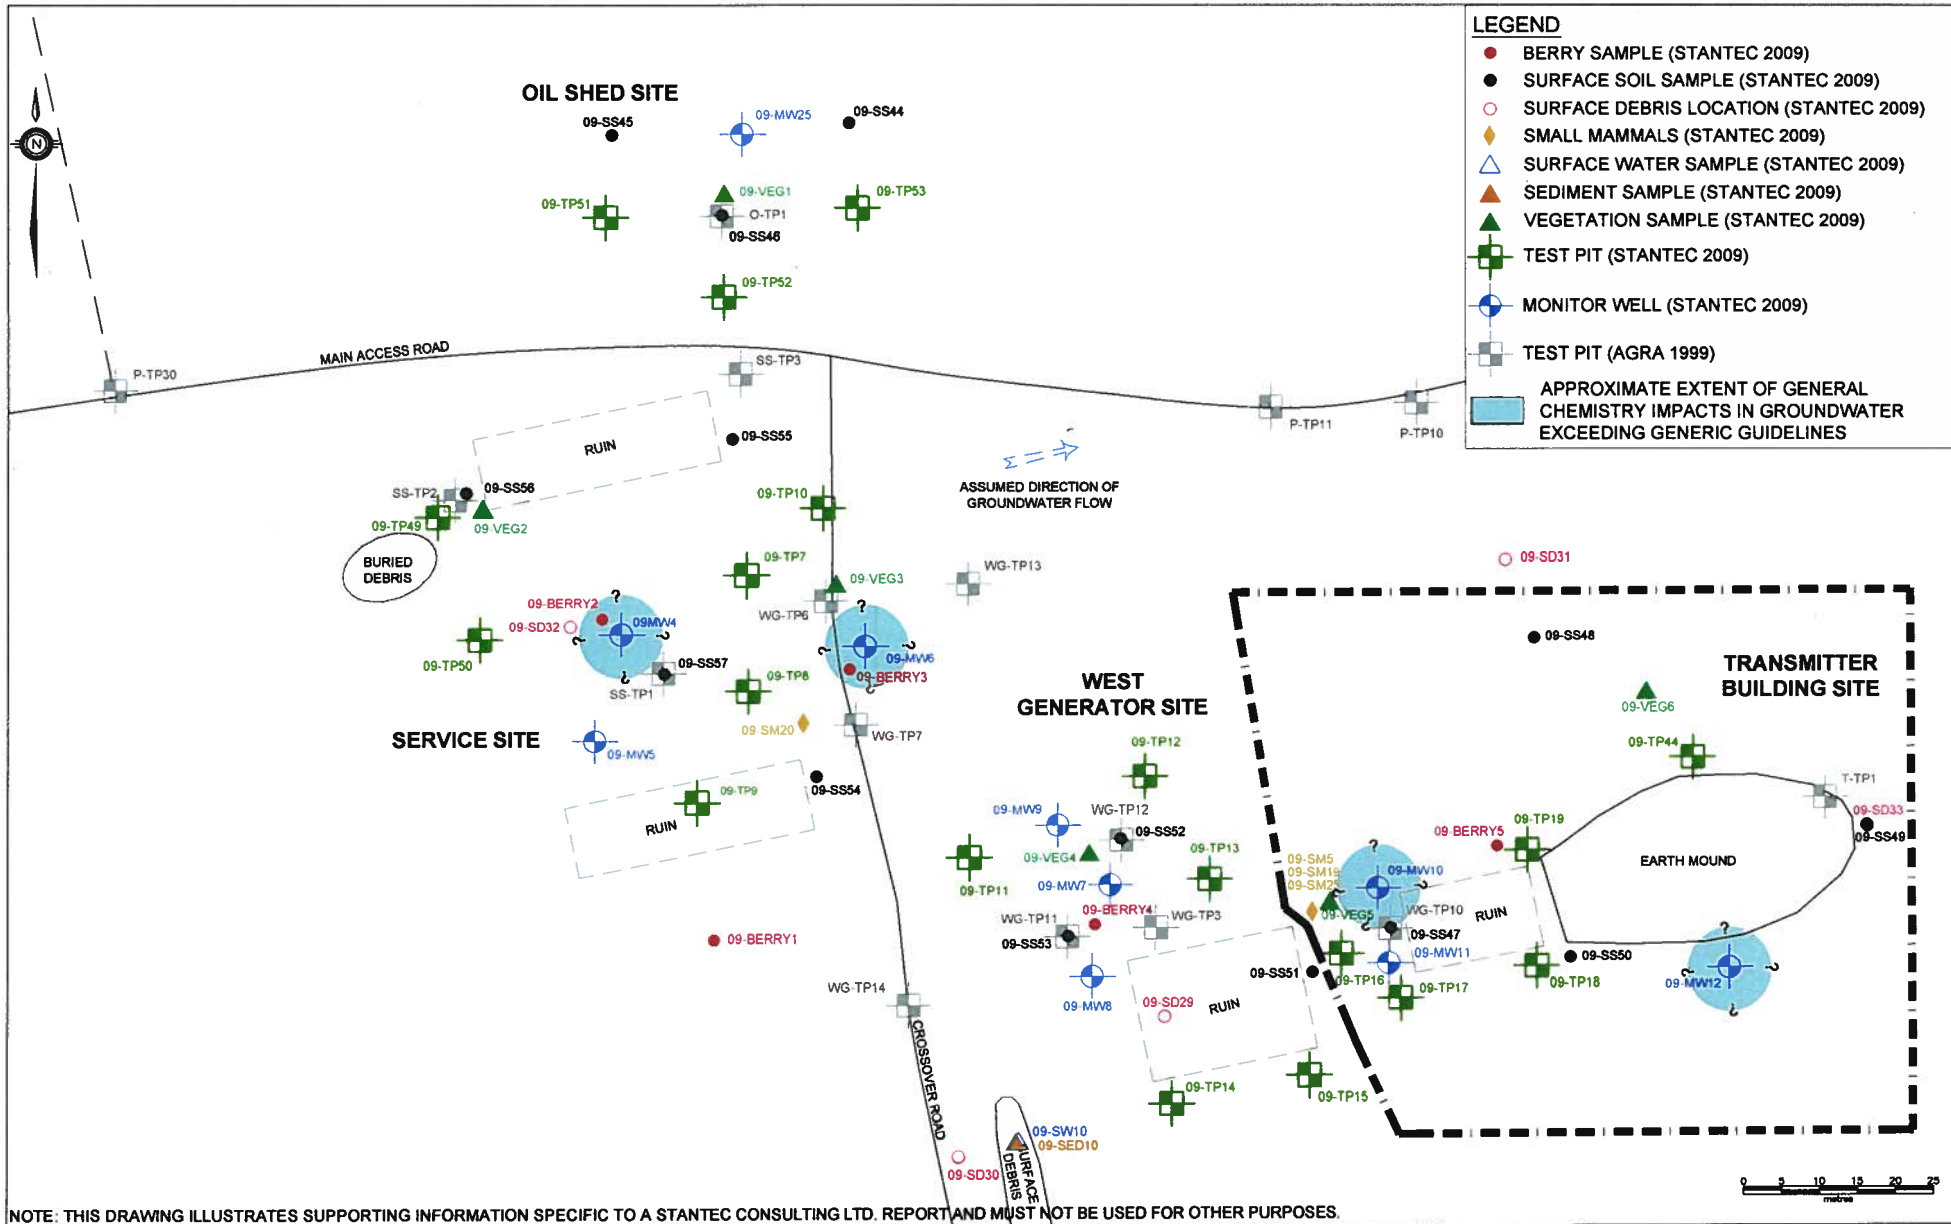 LEGEND
BERRY SAMPLE (STANTEC 2009)
SURFACE SOIL SAMPLE (STANTEC 2009)
SURFACE DEBRIS LOCATION (STANTEC 2009)
SMALL MAMMALS (STANTEC 2009)
SURFACE WATER SAMPLE (STANTEC 2009)
SEDIMENT SAMPLE (STANTEC 2009)
VEGETATION SAMPLE (STANTEC 2009)
TEST PIT (STANTEC 2009)
MONITOR WELL (STANTEC 2009)
TEST PIT (AGRA 1999)
APPROXIMATE EXTENT OF GENERAL
CHEMISTRY IMPACTS IN GROUNDWATER
EXCEEDING GENERIC GUIDELINES
N
OIL SHED SITE
09-SS45
09-MW25
09-SS44
09-VEG1
09-TP51
O-TP1
09-TP53
09-SS46
09-TP52
MAIN ACCESS ROAD
P-TP30
SS-TP3
P-TP11
P-TP10
RUIN
09-SS55
SS-TP2
09-SS56
09-TP49
09-VEG2
BURIED
DEBRIS
09-TP10
ASSUMED DIRECTION OF
GROUNDWATER FLOW
09-TP7
09-VEG3
WG-TP13
WG-TP6
09-SD31
09-BERRY2
?
09-SD32
09MW4
?
?
?
09-TP50
09-SS57
SS-TP1
?
?
?
09-MW6
09-BERRY3
?
09-TP8
09-SM20
WG-TP7
SERVICE SITE
09-MW5
09-SS54
09-TP9
RUIN
09-BERRY1
WG-TP14
CROSSOVER ROAD
09-SD30
WEST
GENERATOR SITE
09-TP12
09-MW9
WG-TP12
09-SS52
09-VEG4
09-TP13
09-TP11
09-MW7
09-BERRY4
WG-TP11
09-SS53
WG-TP3
09-MW8
09-SD29
RUIN
09-SS51
09-TP14
09-TP15
09-SW10
09-SED10
SURFACE
DEBRIS
09-SS48
TRANSMITTER
BUILDING SITE
09-VEG6
09-TP44
T-TP1
09-SD33
09-SS49
09-BERRY5
09-TP19
EARTH MOUND
09-SM5
09-SM19
09-SM25
?
09-MW10
?
?
?
09-VEG5
WG-TP10
09-SS47
RUIN
09-MW11
09-TP16
09-TP17
09-TP18
09-SS50
?
?
09-MW12
?
?
0 5 10 15 20 25
metres
NOTE: THIS DRAWING ILLUSTRATES SUPPORTING INFORMATION SPECIFIC TO A STANTEC CONSULTING LTD. REPORT AND MUST NOT BE USED FOR OTHER PURPOSES.